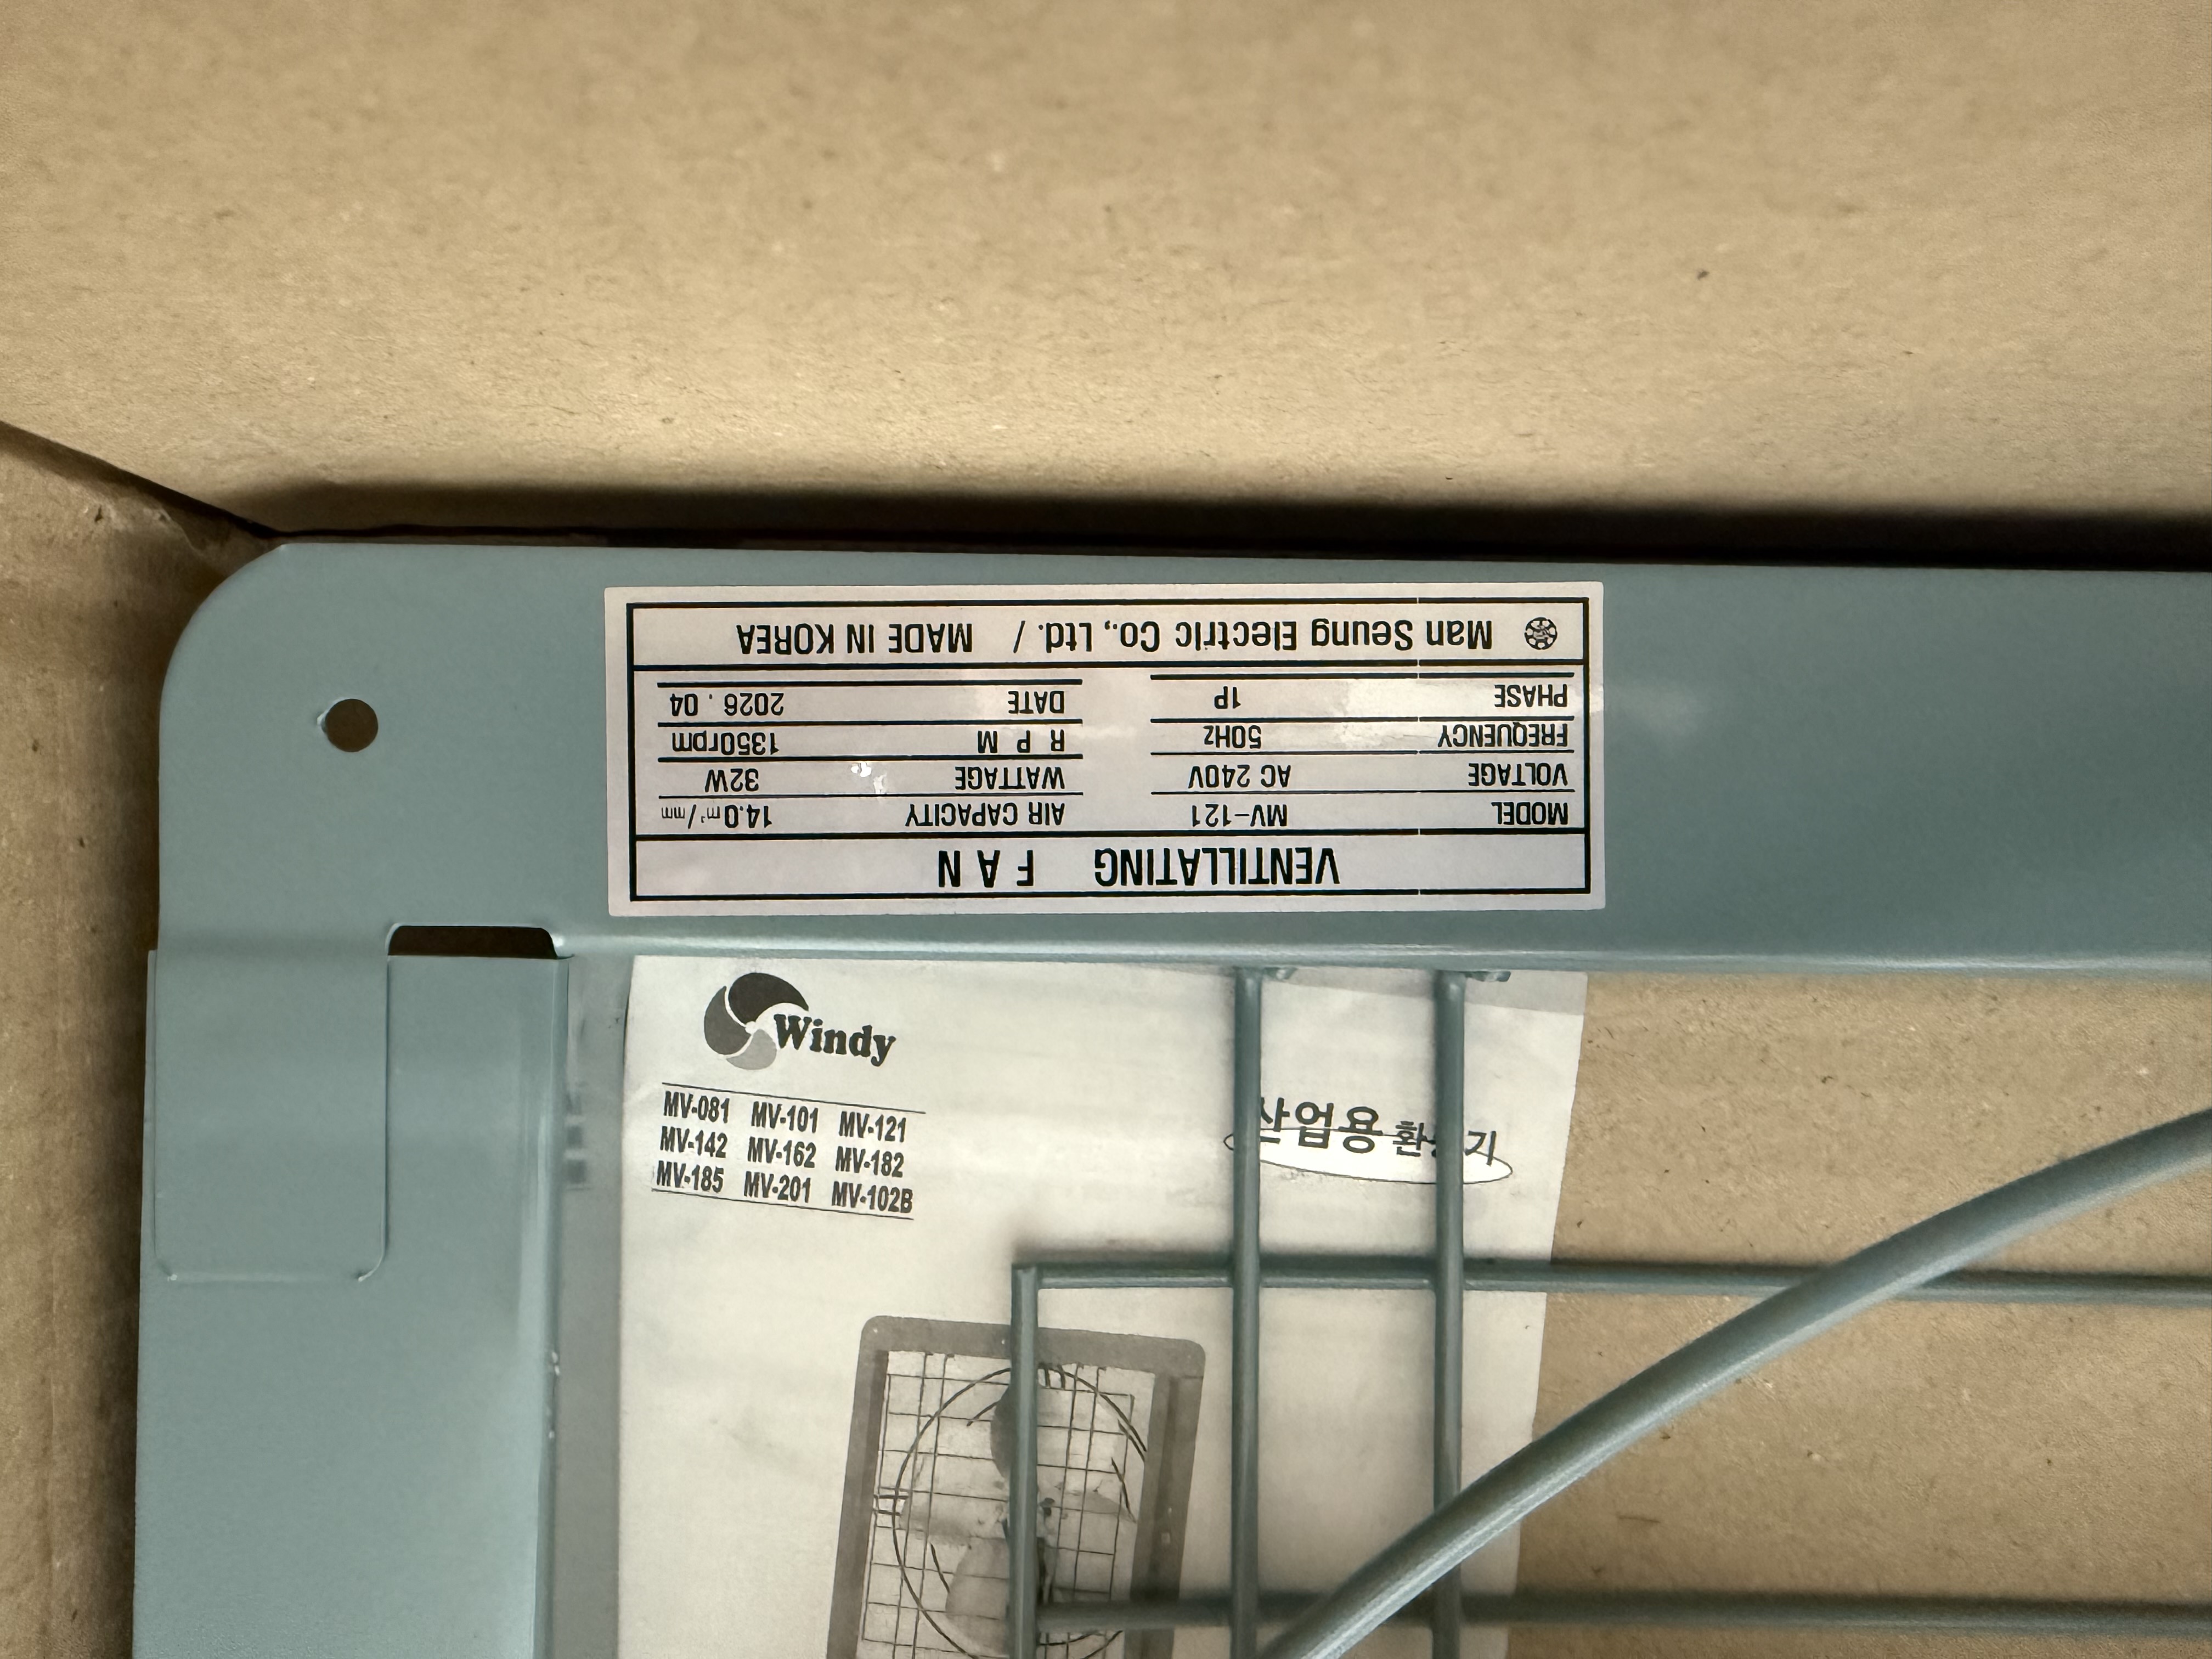 VENTILLATING FAN
MODEL MV-121 AIR CAPACITY 14.0㎥/mm
VOLTAGE AC 240V WATTAGE 32W
FREQUENCY 50Hz R P M 1350rpm
PHASE 1P DATE 2026 . 04
Man Seung Electric Co., Ltd. / MADE IN KOREA
Windy
MV-081 MV-101 MV-121
MV-142 MV-162 MV-182
MV-185 MV-201 MV-102B
산업용